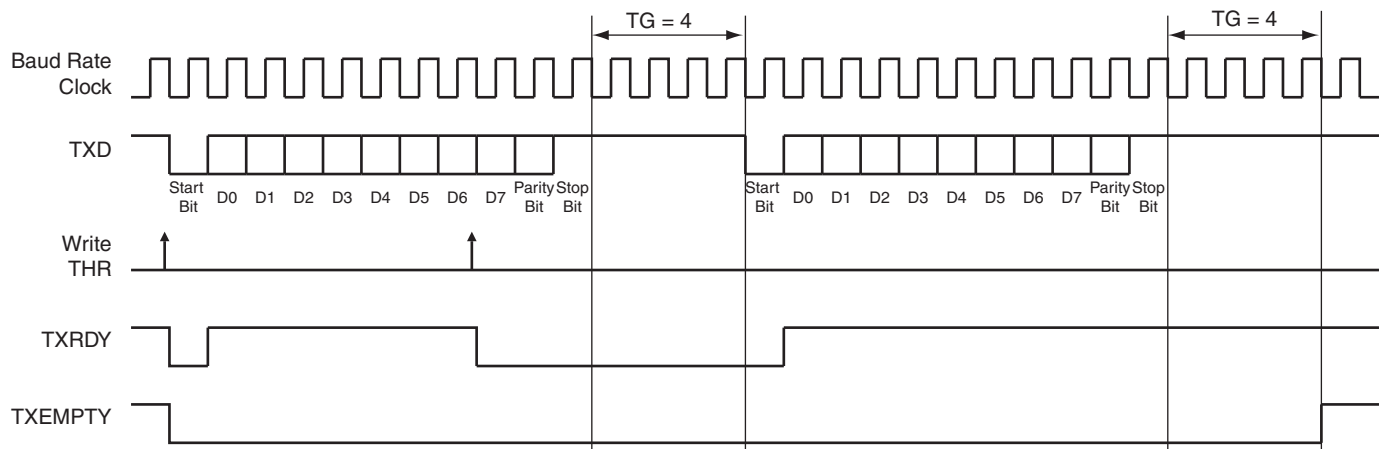 TG = 4
TG = 4
Baud Rate
Clock
TXD
Start
Bit
D0
D1
D2
D3
D4
D5
D6
D7
Parity
Bit
Stop
Bit
Start
Bit
D0
D1
D2
D3
D4
D5
D6
D7
Parity
Bit
Stop
Bit
Write
THR
TXRDY
TXEMPTY